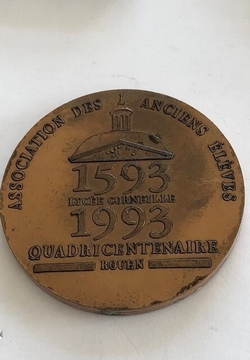 ASSOCIATION DES ANCIENS ÉLÈVES
1593
LYCÉE CORNEILLE
1993
QUADRICENTENAIRE
ROUEN